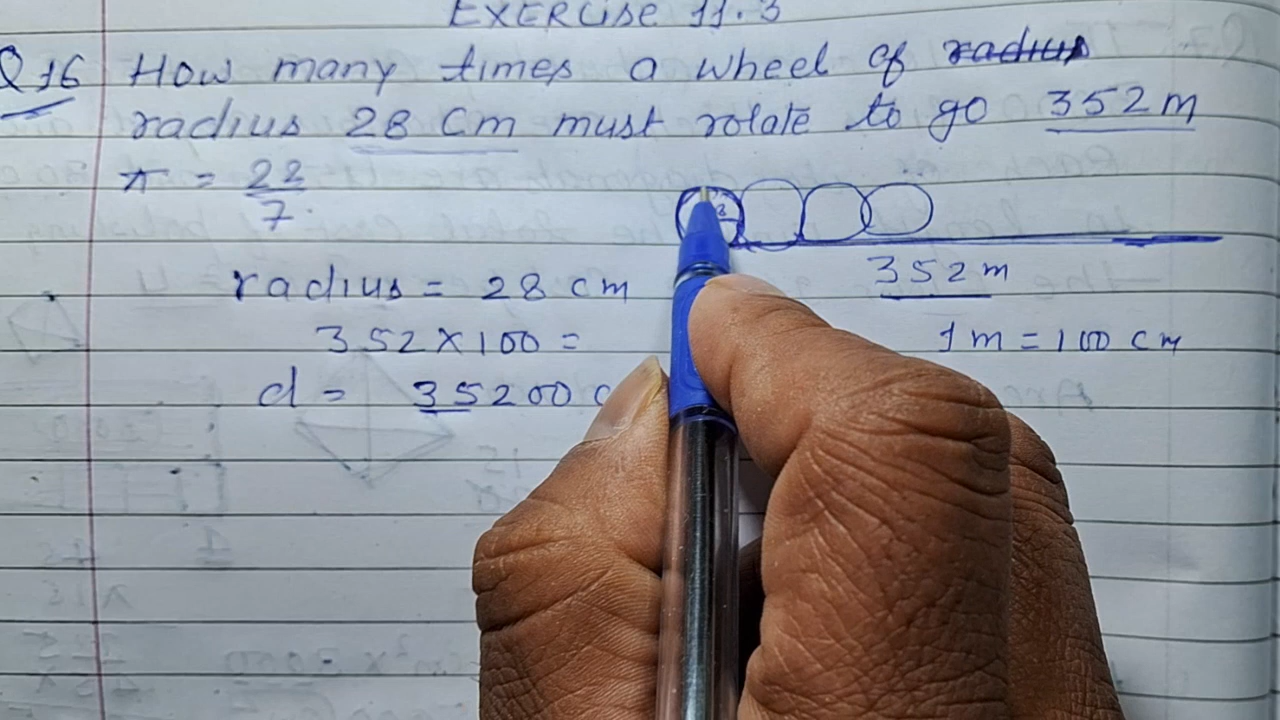 EXERCISE 11.3
Q 16 How many times a wheel of radius
radius 28 cm must rotate to go 352 m
π = 22/7.
radius = 28 cm
352 m
352 × 100 =
1 m = 100 cm
d = 35200 c